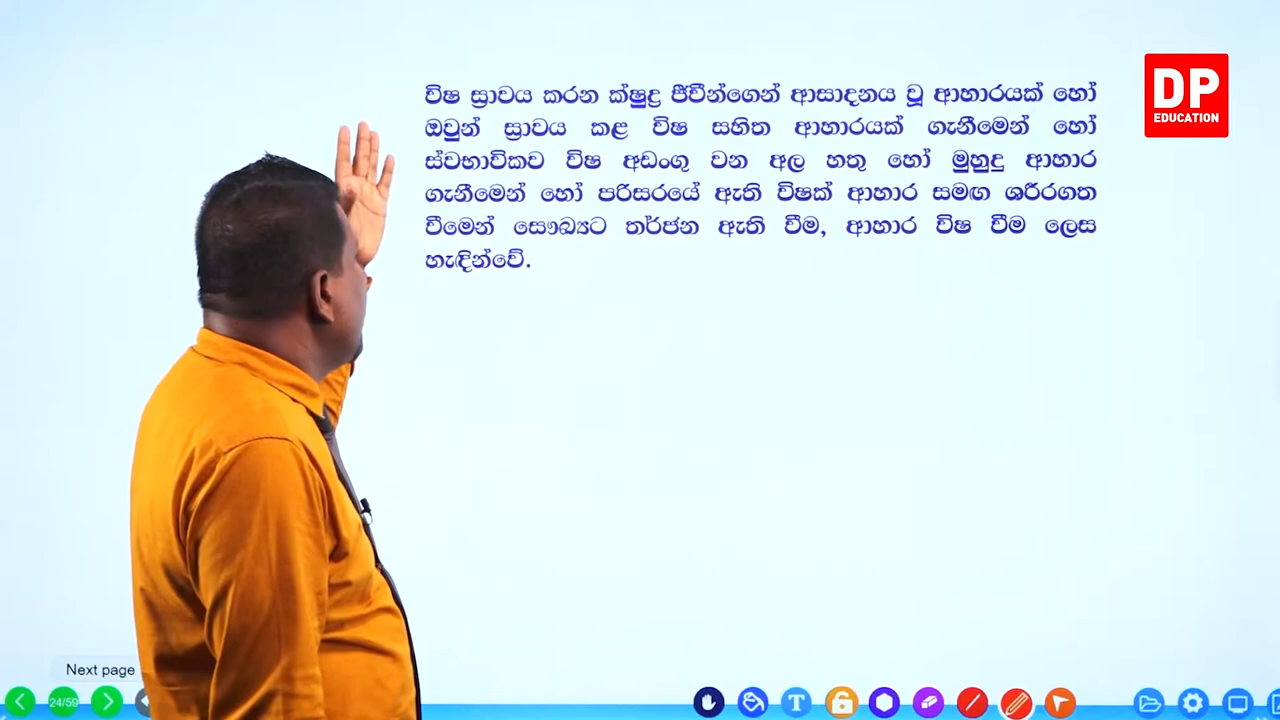 විෂ ස්‍රාවය කරන ක්ෂුද්‍ර ජීවීන්ගෙන් ආසාදනය වූ ආහාරයක් හෝ
ඔවුන් ස්‍රාවය කළ විෂ සහිත ආහාරයක් ගැනීමෙන් හෝ
ස්වභාවිකව විෂ අඩංගු වන අල හතු හෝ මුහුදු ආහාර
ගැනීමෙන් හෝ පරිසරයේ ඇති විෂක් ආහාර සමඟ ශරීරගත
වීමෙන් සෞඛ්‍යට තර්ජන ඇති වීම, ආහාර විෂ වීම ලෙස
හැඳින්වේ.
DP
EDUCATION
Next page
24/59
T